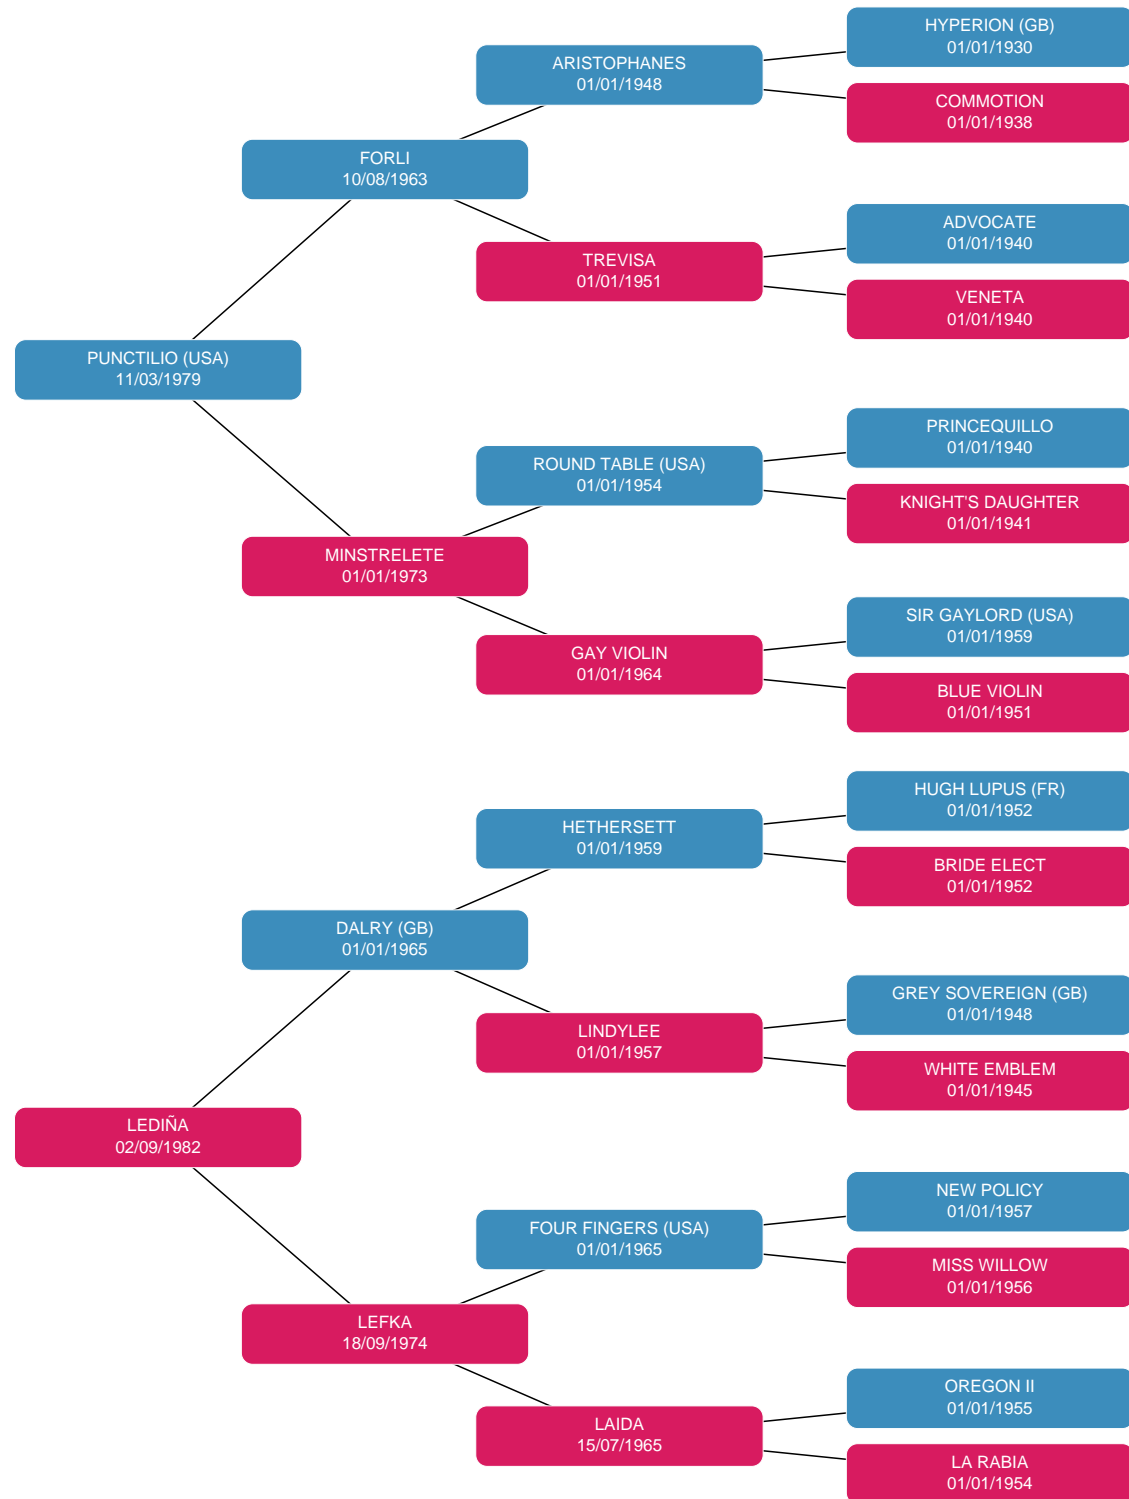 HYPERION (GB)
01/01/1930
ARISTOPHANES
01/01/1948
COMMOTION
01/01/1938
FORLI
10/08/1963
ADVOCATE
01/01/1940
TREVISA
01/01/1951
VENETA
01/01/1940
PUNCTILIO (USA)
11/03/1979
PRINCEQUILLO
01/01/1940
ROUND TABLE (USA)
01/01/1954
KNIGHT'S DAUGHTER
01/01/1941
MINSTRELETE
01/01/1973
SIR GAYLORD (USA)
01/01/1959
GAY VIOLIN
01/01/1964
BLUE VIOLIN
01/01/1951
HUGH LUPUS (FR)
01/01/1952
HETHERSETT
01/01/1959
BRIDE ELECT
01/01/1952
DALRY (GB)
01/01/1965
GREY SOVEREIGN (GB)
01/01/1948
LINDYLEE
01/01/1957
WHITE EMBLEM
01/01/1945
LEDIÑA
02/09/1982
NEW POLICY
01/01/1957
FOUR FINGERS (USA)
01/01/1965
MISS WILLOW
01/01/1956
LEFKA
18/09/1974
OREGON II
01/01/1955
LAIDA
15/07/1965
LA RABIA
01/01/1954